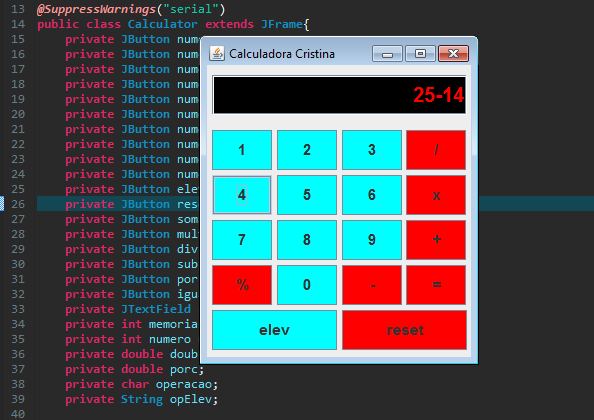 13 @SuppressWarnings("serial")
14 public class Calculator extends JFrame{
15 private JButton num
16 private JButton num
17 private JButton num
18 private JButton num
19 private JButton num
20 private JButton num
21 private JButton num
22 private JButton num
23 private JButton num
24 private JButton num
25 private JButton ele
26 private JButton res
27 private JButton som
28 private JButton mul
29 private JButton div
30 private JButton sub
31 private JButton por
32 private JButton igu
33 private JTextField
34 private int memoria
35 private int numero
36 private double doub
37 private double porc;
38 private char operacao;
39 private String opElev;
40
Calculadora Cristina
25-14
1 2 3 /
4 5 6 x
7 8 9 +
% 0 - =
elev reset